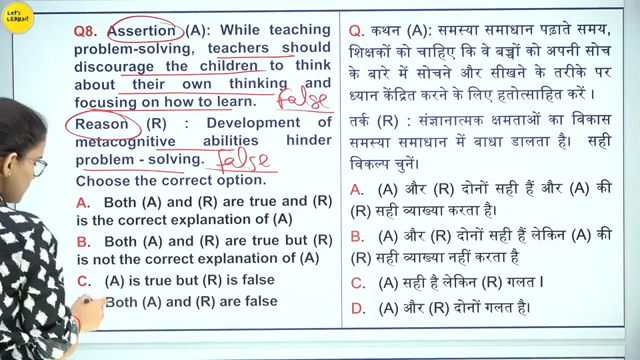 Let's
LEARN!
Q8. Assertion (A): While teaching
problem-solving, teachers should
discourage the children to think
about their own thinking and
focusing on how to learn. False
Reason (R) : Development of
metacognitive abilities hinder
problem - solving. false
Choose the correct option.
A. Both (A) and (R) are true and (R)
is the correct explanation of (A)
B. Both (A) and (R) are true but (R)
is not the correct explanation of (A)
C. (A) is true but (R) is false
Both (A) and (R) are false
Q. कथन (A): समस्या समाधान पढ़ाते समय,
शिक्षकों को चाहिए कि वे बच्चों को अपनी सोच
के बारे में सोचने और सीखने के तरीके पर
ध्यान केंद्रित करने के लिए हतोत्साहित करें ।
तर्क (R) : संज्ञानात्मक क्षमताओं का विकास
समस्या समाधान में बाधा डालता है। सही
विकल्प चुनें।
A. (A) और (R) दोनों सही हैं और (A) की
(R) सही व्याख्या करता है।
B. (A) और (R) दोनों सही हैं लेकिन (A) की
(R) सही व्याख्या नहीं करता है
C. (A) सही है लेकिन (R) गलत I
D. (A) और (R) दोनों गलत है।